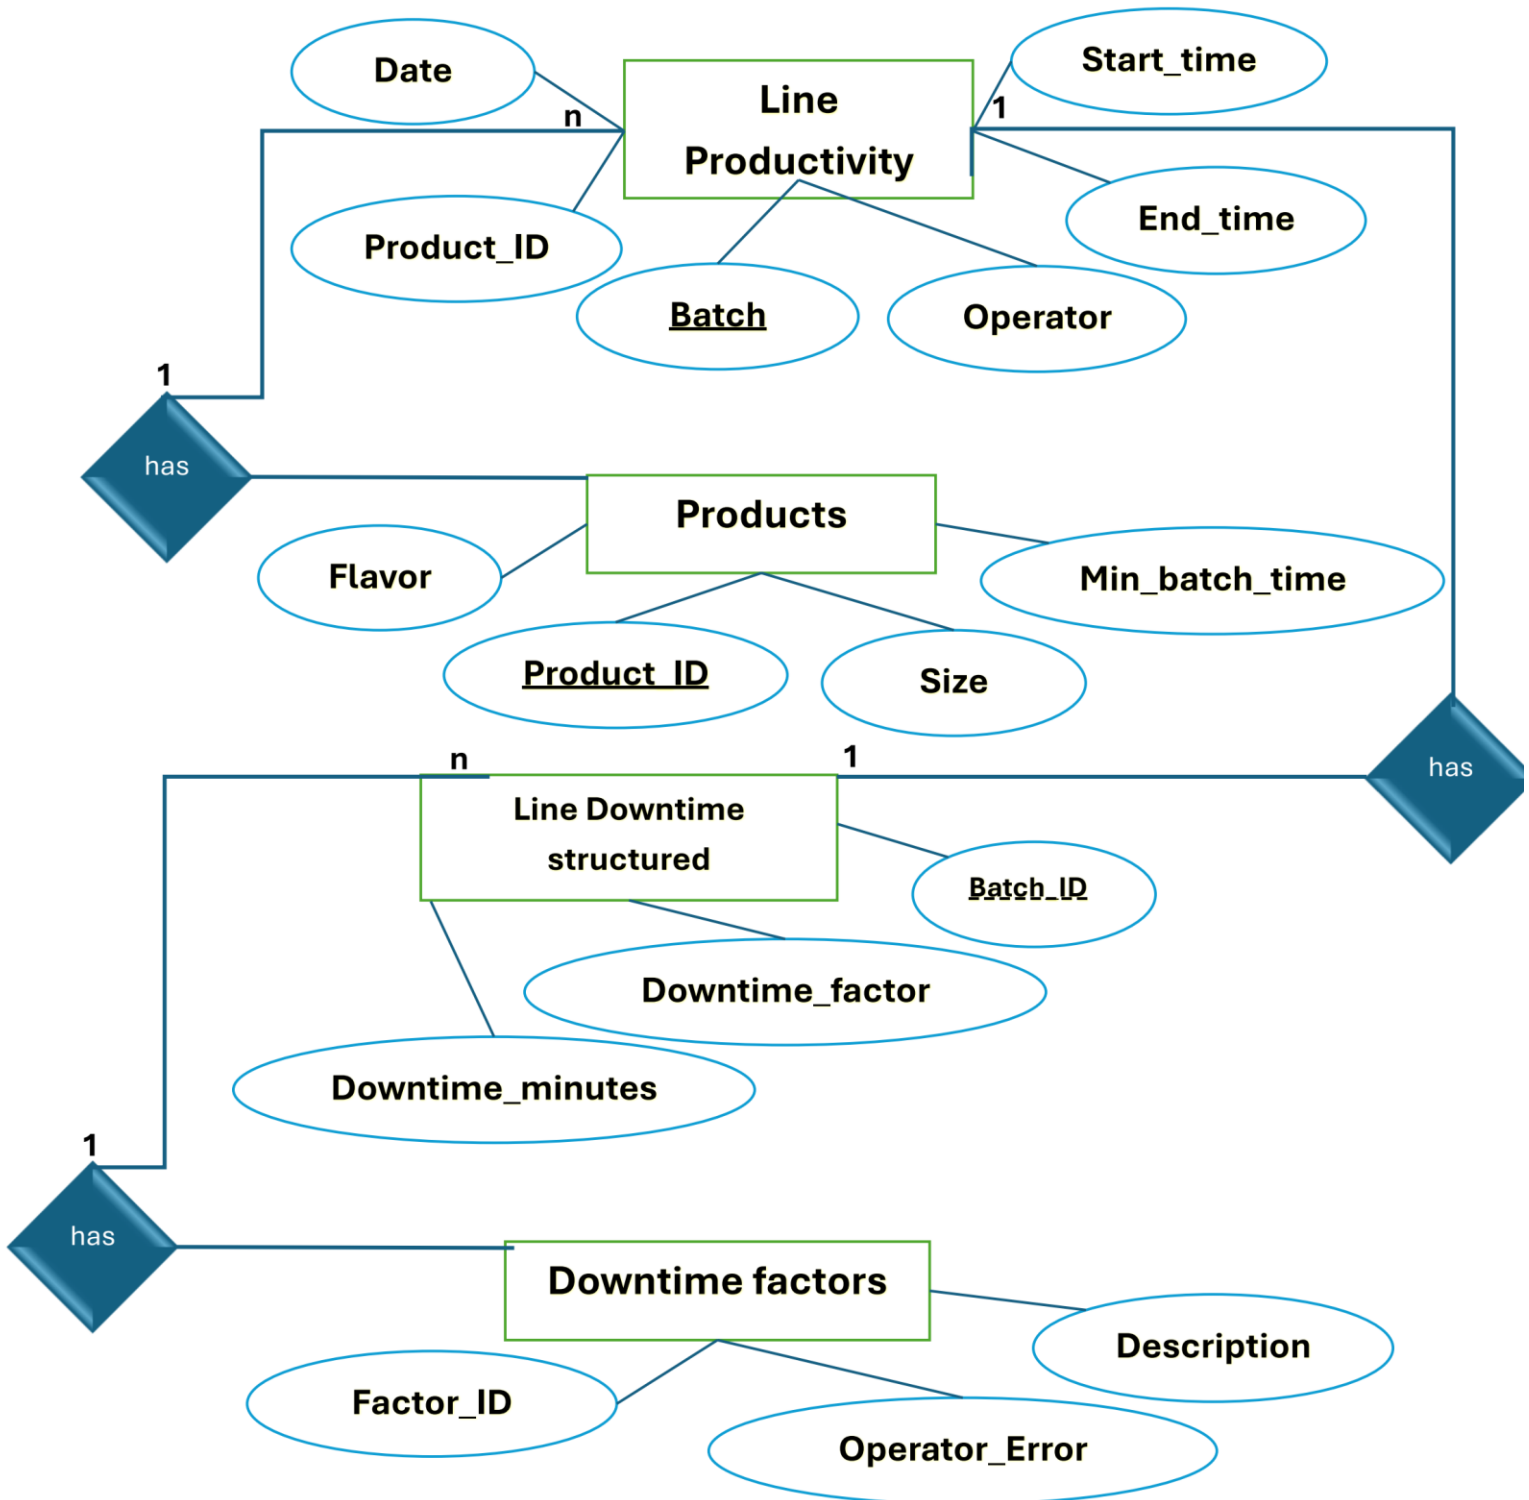 Date
Start_time
Line
Productivity
n
1
Product_ID
End_time
Batch
Operator
1
has
Products
Flavor
Min_batch_time
Product_ID
Size
n
1
has
Line Downtime
structured
Batch_ID
Downtime_factor
Downtime_minutes
1
has
Downtime factors
Description
Factor_ID
Operator_Error